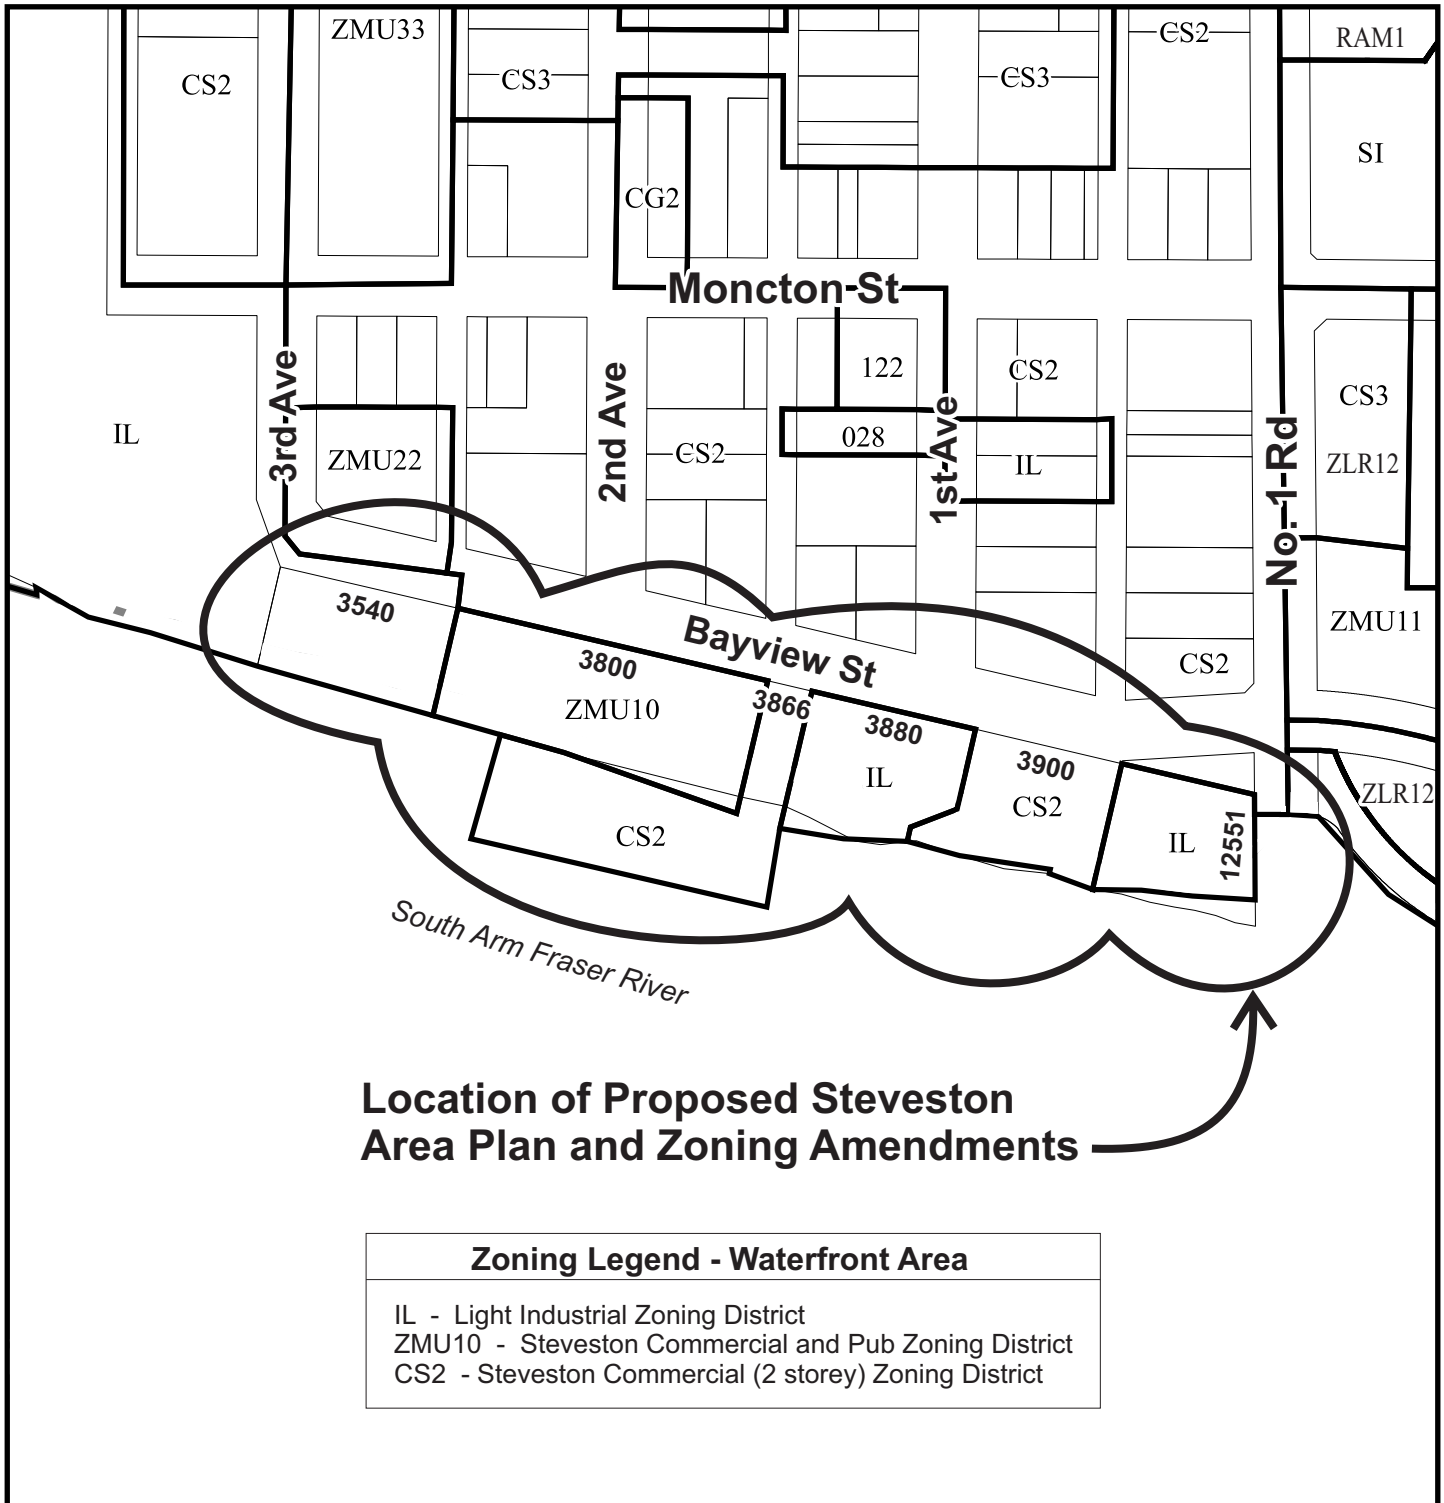 ZMU33
CS2
RAM1
CS2
CS3
CS3
SI
CG2
Moncton St
3rd Ave
2nd Ave
122
CS2
1st Ave
No. 1 Rd
CS3
IL
ZMU22
CS2
028
IL
ZLR12
3540
Bayview St
ZMU11
3800
ZMU10
3866
3880
CS2
IL
3900
CS2
ZLR12
CS2
IL
12551
South Arm Fraser River
Location of Proposed Steveston
Area Plan and Zoning Amendments
Zoning Legend - Waterfront Area
IL - Light Industrial Zoning District
ZMU10 - Steveston Commercial and Pub Zoning District
CS2 - Steveston Commercial (2 storey) Zoning District